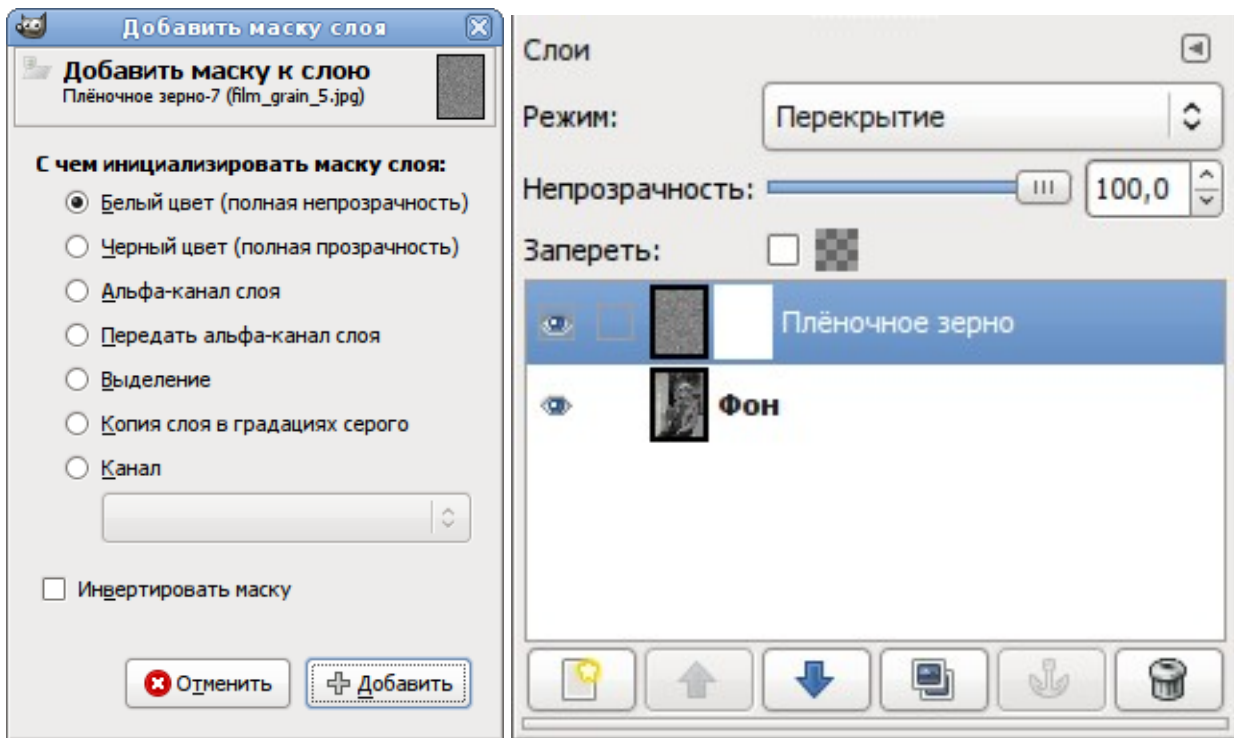 Добавить маску слоя
Добавить маску к слою
Плёночное зерно-7 (film_grain_5.jpg)
С чем инициализировать маску слоя:
Белый цвет (полная непрозрачность)
Черный цвет (полная прозрачность)
Альфа-канал слоя
Передать альфа-канал слоя
Выделение
Копия слоя в градациях серого
Канал
Инвертировать маску
Отменить
Добавить
Слои
Режим:
Перекрытие
Непрозрачность:
100,0
Запереть:
Плёночное зерно
Фон